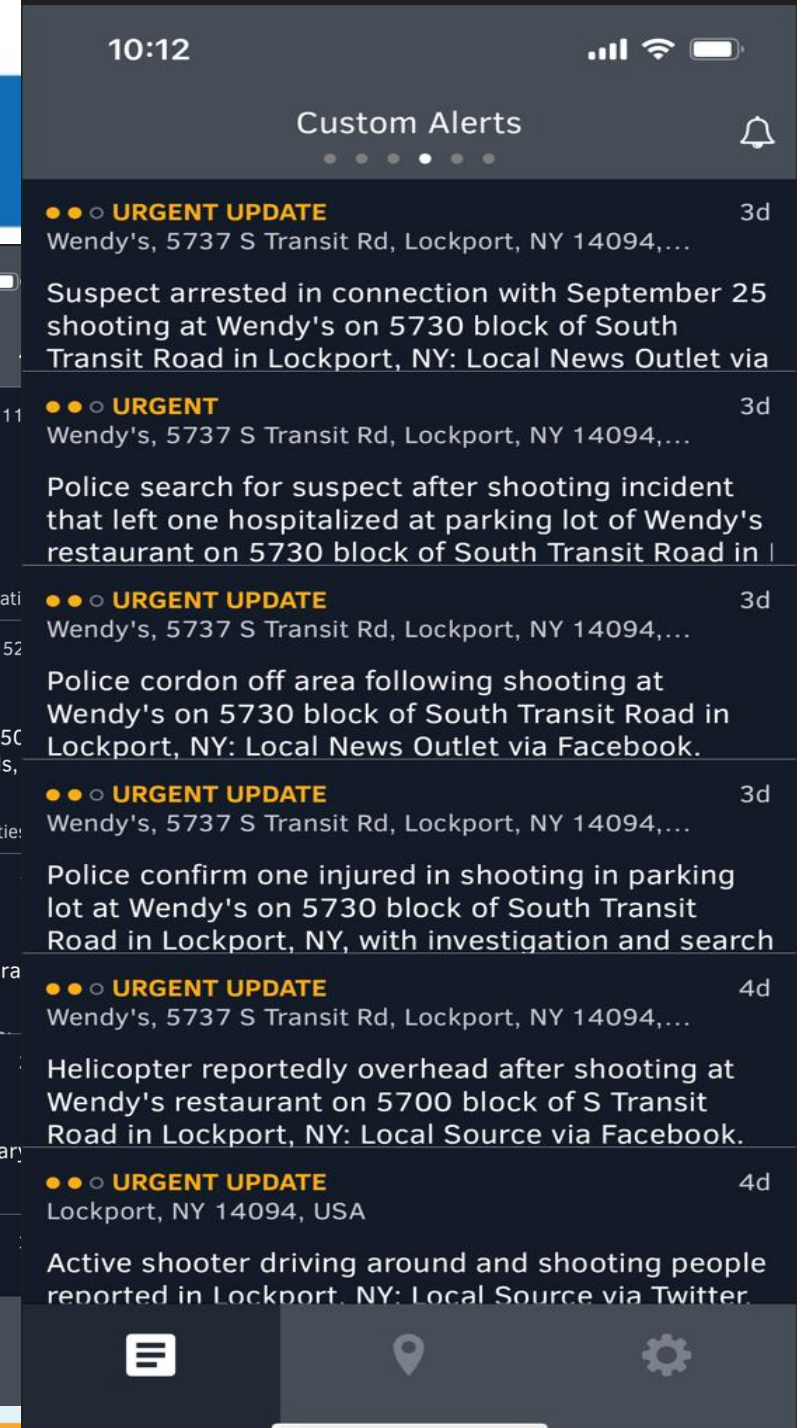 10:12
Custom Alerts
URGENT UPDATE 3d
Wendy's, 5737 S Transit Rd, Lockport, NY 14094,...
Suspect arrested in connection with September 25
shooting at Wendy's on 5730 block of South
Transit Road in Lockport, NY: Local News Outlet via
URGENT 3d
Wendy's, 5737 S Transit Rd, Lockport, NY 14094,...
Police search for suspect after shooting incident
that left one hospitalized at parking lot of Wendy's
restaurant on 5730 block of South Transit Road in
URGENT UPDATE 3d
Wendy's, 5737 S Transit Rd, Lockport, NY 14094,...
Police cordon off area following shooting at
Wendy's on 5730 block of South Transit Road in
Lockport, NY: Local News Outlet via Facebook.
URGENT UPDATE 3d
Wendy's, 5737 S Transit Rd, Lockport, NY 14094,...
Police confirm one injured in shooting in parking
lot at Wendy's on 5730 block of South Transit
Road in Lockport, NY, with investigation and search
URGENT UPDATE 4d
Wendy's, 5737 S Transit Rd, Lockport, NY 14094,...
Helicopter reportedly overhead after shooting at
Wendy's restaurant on 5700 block of S Transit
Road in Lockport, NY: Local Source via Facebook.
URGENT UPDATE 4d
Lockport, NY 14094, USA
Active shooter driving around and shooting people
reported in Lockport, NY: Local Source via Twitter.